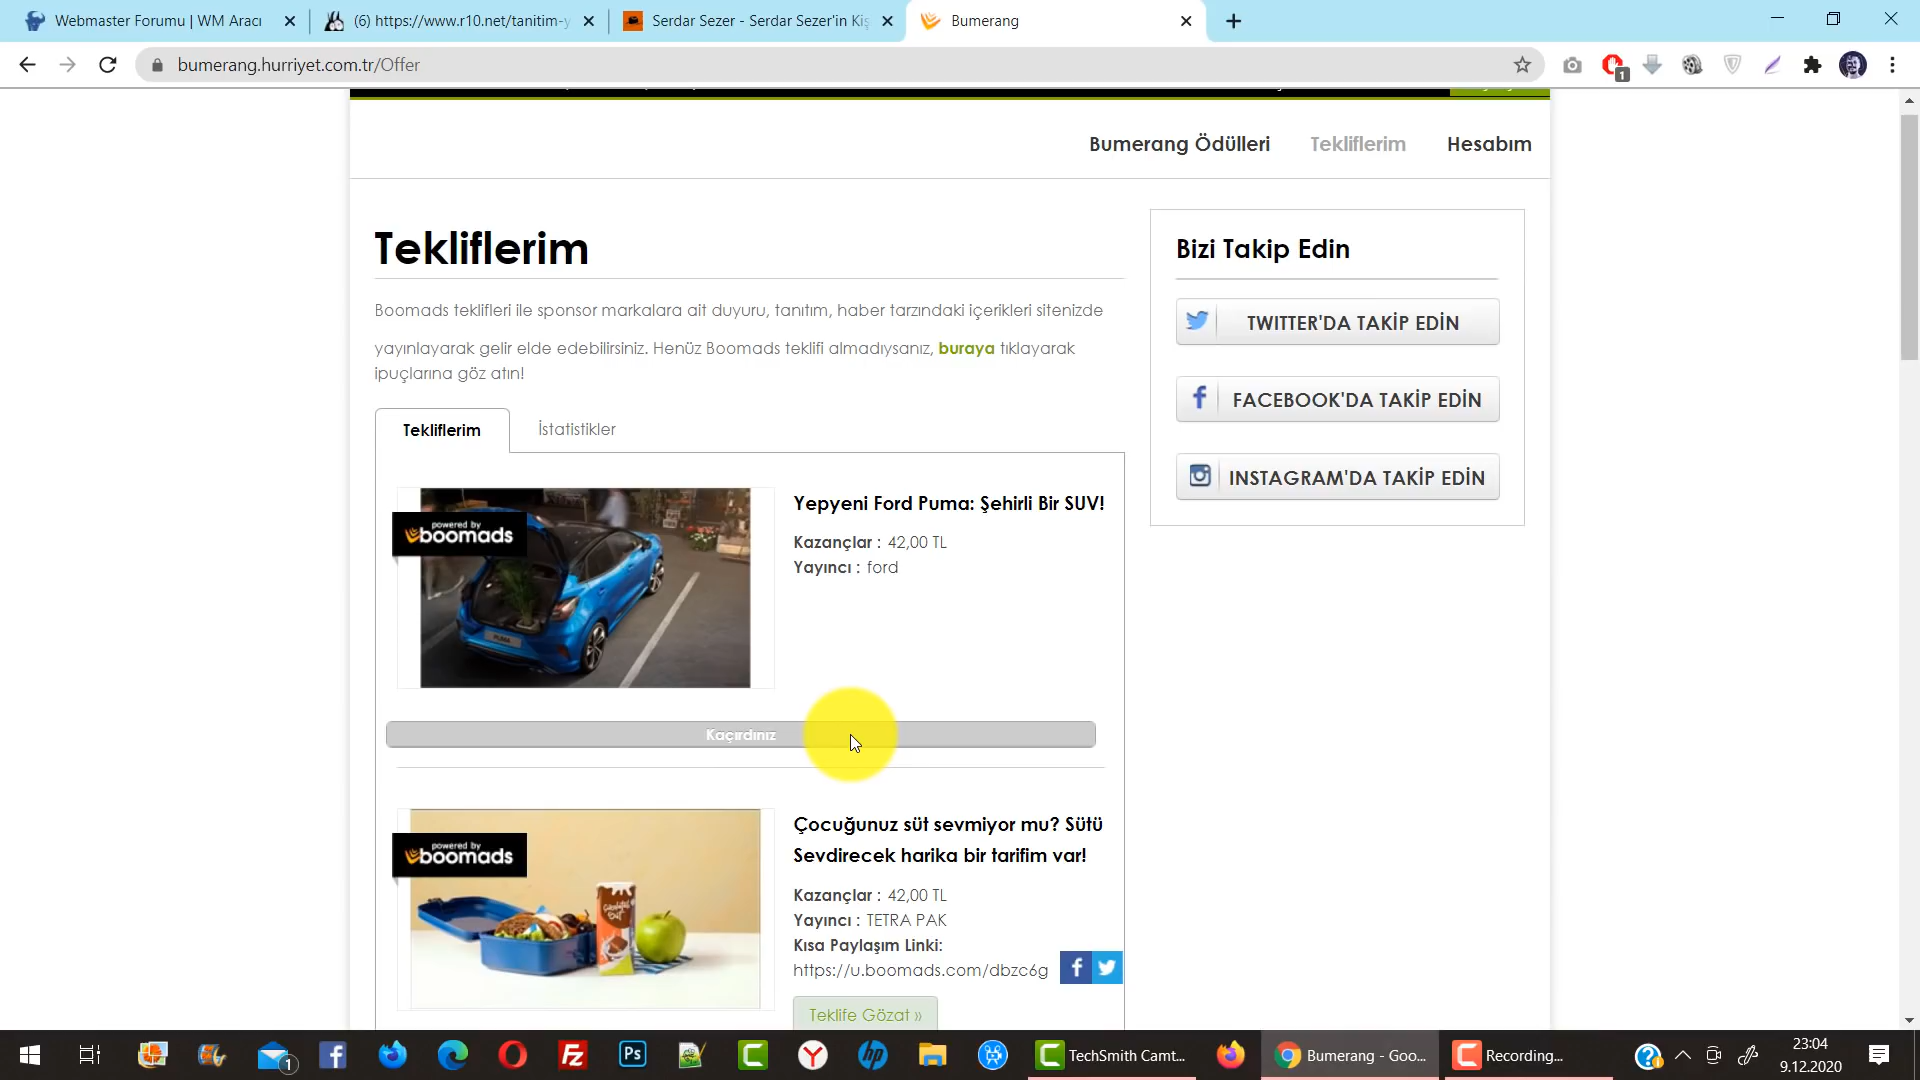 Webmaster Forumu | WM Aracı
(6) https://www.r10.net/tanitim-y
Serdar Sezer - Serdar Sezer'in Kiş
Bumerang
bumerang.hurriyet.com.tr/Offer
1
Bumerang Ödülleri
Tekliflerim
Hesabım
Tekliflerim
Boomads teklifleri ile sponsor markalara ait duyuru, tanıtım, haber tarzındaki içerikleri sitenizde
yayınlayarak gelir elde edebilirsiniz. Henüz Boomads teklifi almadıysanız, buraya tıklayarak
ipuçlarına göz atın!
Bizi Takip Edin
TWITTER'DA TAKİP EDİN
FACEBOOK'DA TAKİP EDİN
INSTAGRAM'DA TAKİP EDİN
Tekliflerim
İstatistikler
powered by
boomads
PUMA
Yepyeni Ford Puma: Şehirli Bir SUV!
Kazançlar : 42,00 TL
Yayıncı : ford
Kaçırdınız
powered by
boomads
Çocuğunuz süt sevmiyor mu? Sütü
Sevdirecek harika bir tarifim var!
Kazançlar : 42,00 TL
Yayıncı : TETRA PAK
Kısa Paylaşım Linki:
https://u.boomads.com/dbzc6g
Teklife Gözat »
1
Ps
TechSmith Camt...
Bumerang - Goo...
Recording...
23:04
9.12.2020